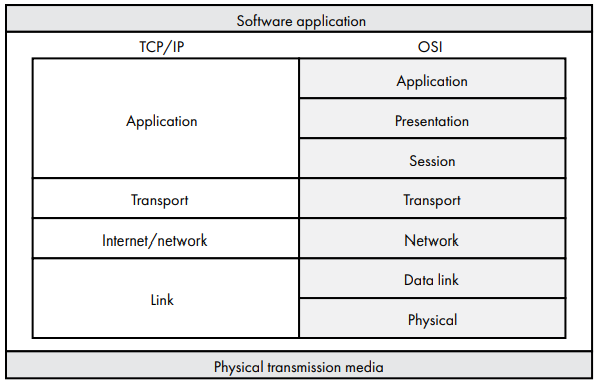 Software application
TCP/IP OSI
Application
Application
Presentation
Session
Transport Transport
Internet/network Network
Link
Data link
Physical
Physical transmission media